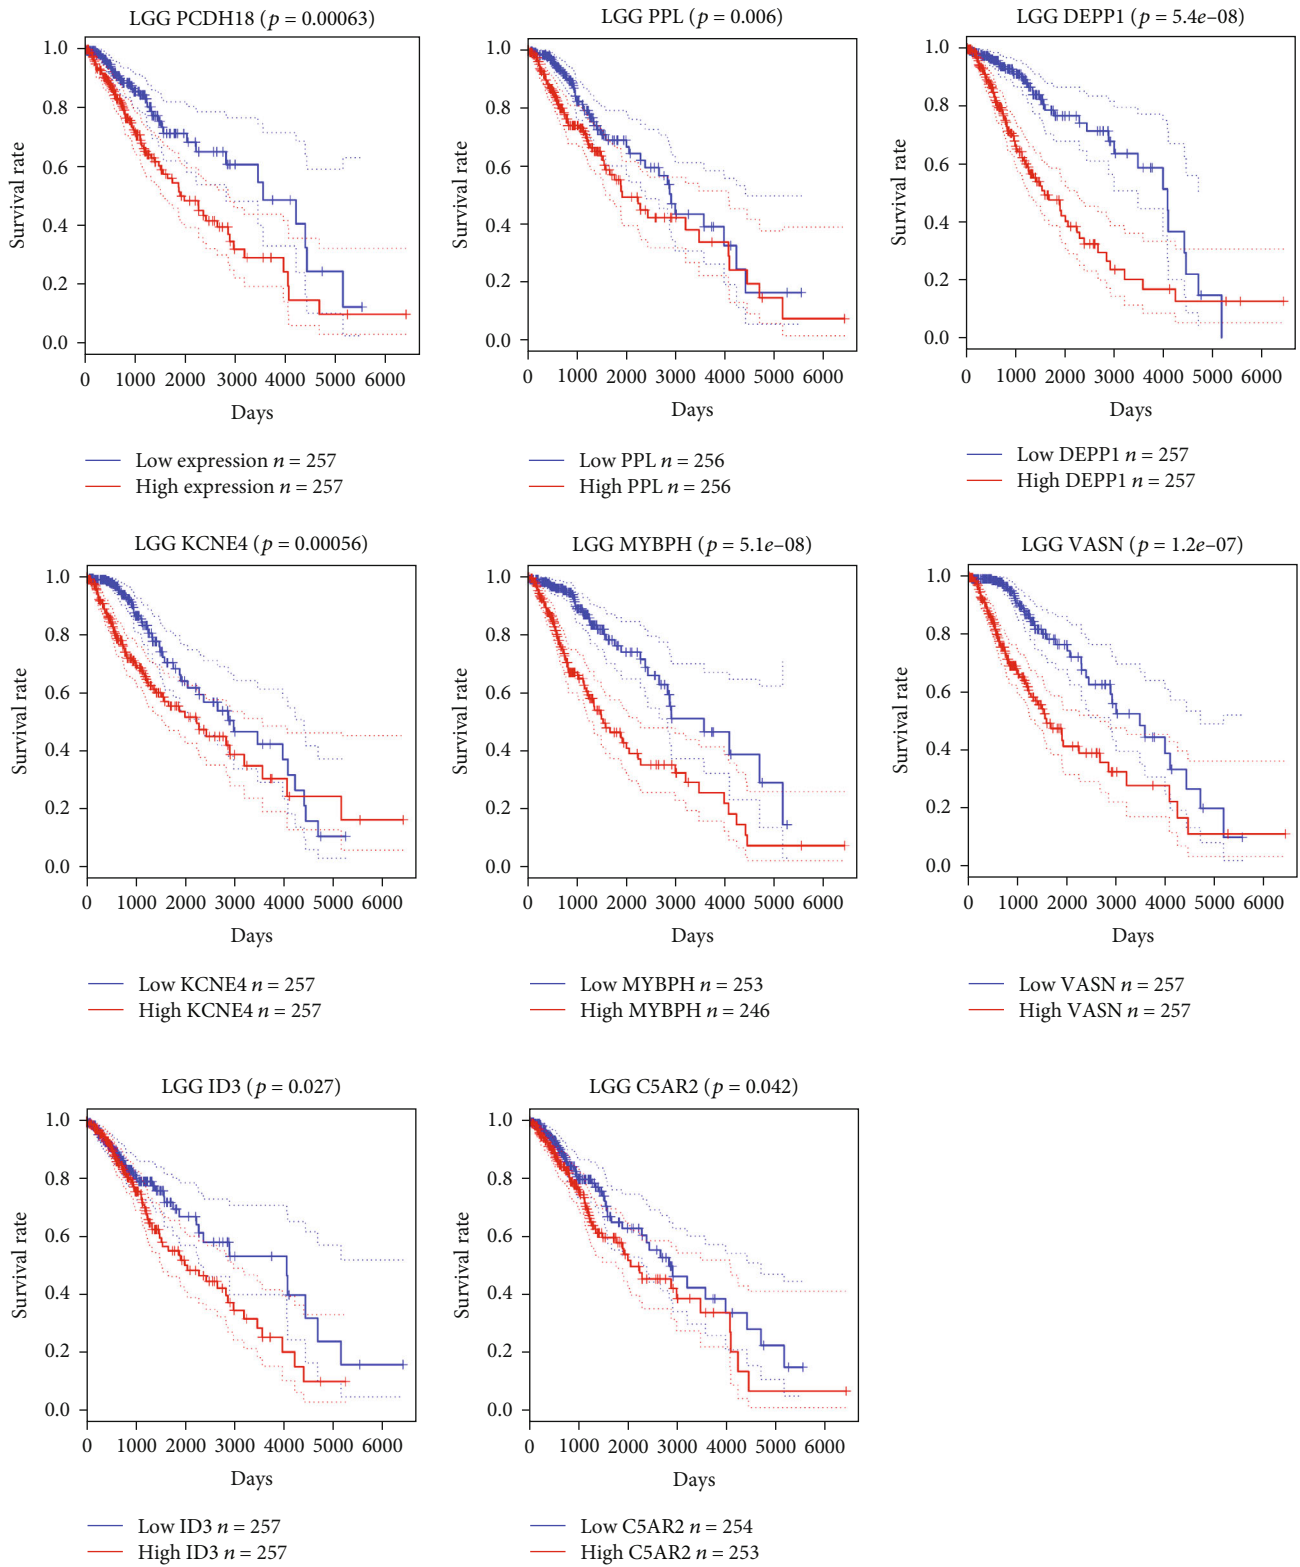 LGG PCDH18 (p = 0.00063)
1.0
0.8
0.6
0.4
0.2
0.0
Survival rate
0 1000 2000 3000 4000 5000 6000
Days
Low expression n = 257
High expression n = 257
LGG PPL (p = 0.006)
1.0
0.8
0.6
0.4
0.2
0.0
Survival rate
0 1000 2000 3000 4000 5000 6000
Days
Low PPL n = 256
High PPL n = 256
LGG DEPP1 (p = 5.4e–08)
1.0
0.8
0.6
0.4
0.2
0.0
Survival rate
0 1000 2000 3000 4000 5000 6000
Days
Low DEPP1 n = 257
High DEPP1 n = 257
LGG KCNE4 (p = 0.00056)
1.0
0.8
0.6
0.4
0.2
0.0
Survival rate
0 1000 2000 3000 4000 5000 6000
Days
Low KCNE4 n = 257
High KCNE4 n = 257
LGG MYBPH (p = 5.1e–08)
1.0
0.8
0.6
0.4
0.2
0.0
Survival rate
0 1000 2000 3000 4000 5000 6000
Days
Low MYBPH n = 253
High MYBPH n = 246
LGG VASN (p = 1.2e–07)
1.0
0.8
0.6
0.4
0.2
0.0
Survival rate
0 1000 2000 3000 4000 5000 6000
Days
Low VASN n = 257
High VASN n = 257
LGG ID3 (p = 0.027)
1.0
0.8
0.6
0.4
0.2
0.0
Survival rate
0 1000 2000 3000 4000 5000 6000
Days
Low ID3 n = 257
High ID3 n = 257
LGG C5AR2 (p = 0.042)
1.0
0.8
0.6
0.4
0.2
0.0
Survival rate
0 1000 2000 3000 4000 5000 6000
Days
Low C5AR2 n = 254
High C5AR2 n = 253